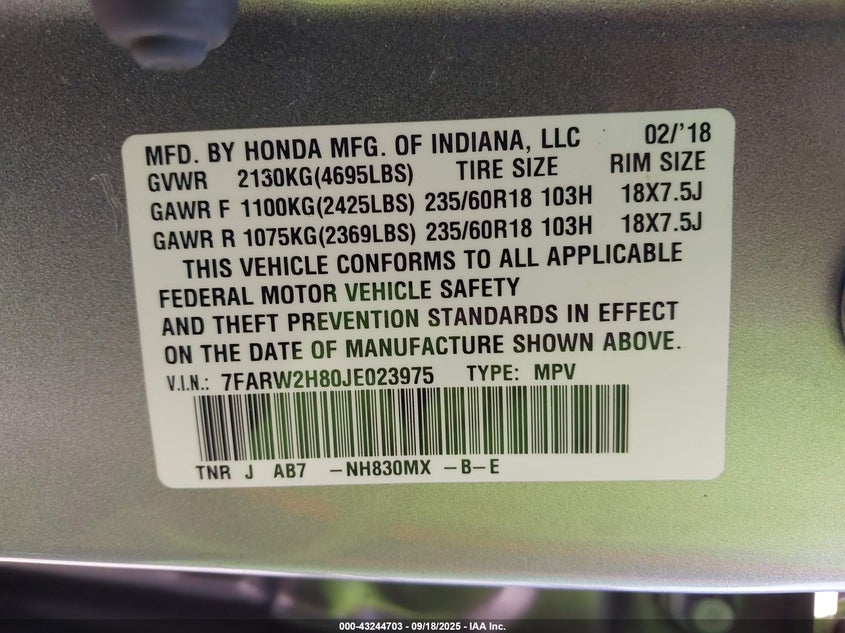 MFD. BY HONDA MFG. OF INDIANA, LLC 02/'18
GVWR 2130KG(4695LBS) TIRE SIZE RIM SIZE
GAWR F 1100KG(2425LBS) 235/60R18 103H 18X7.5J
GAWR R 1075KG(2369LBS) 235/60R18 103H 18X7.5J
THIS VEHICLE CONFORMS TO ALL APPLICABLE
FEDERAL MOTOR VEHICLE SAFETY
AND THEFT PREVENTION STANDARDS IN EFFECT
ON THE DATE OF MANUFACTURE SHOWN ABOVE.
V.I.N.: 7FARW2H80JE023975 TYPE: MPV
TNR J AB7 -NH830MX -B-E
000-43244703 - 09/18/2025 - IAA Inc.